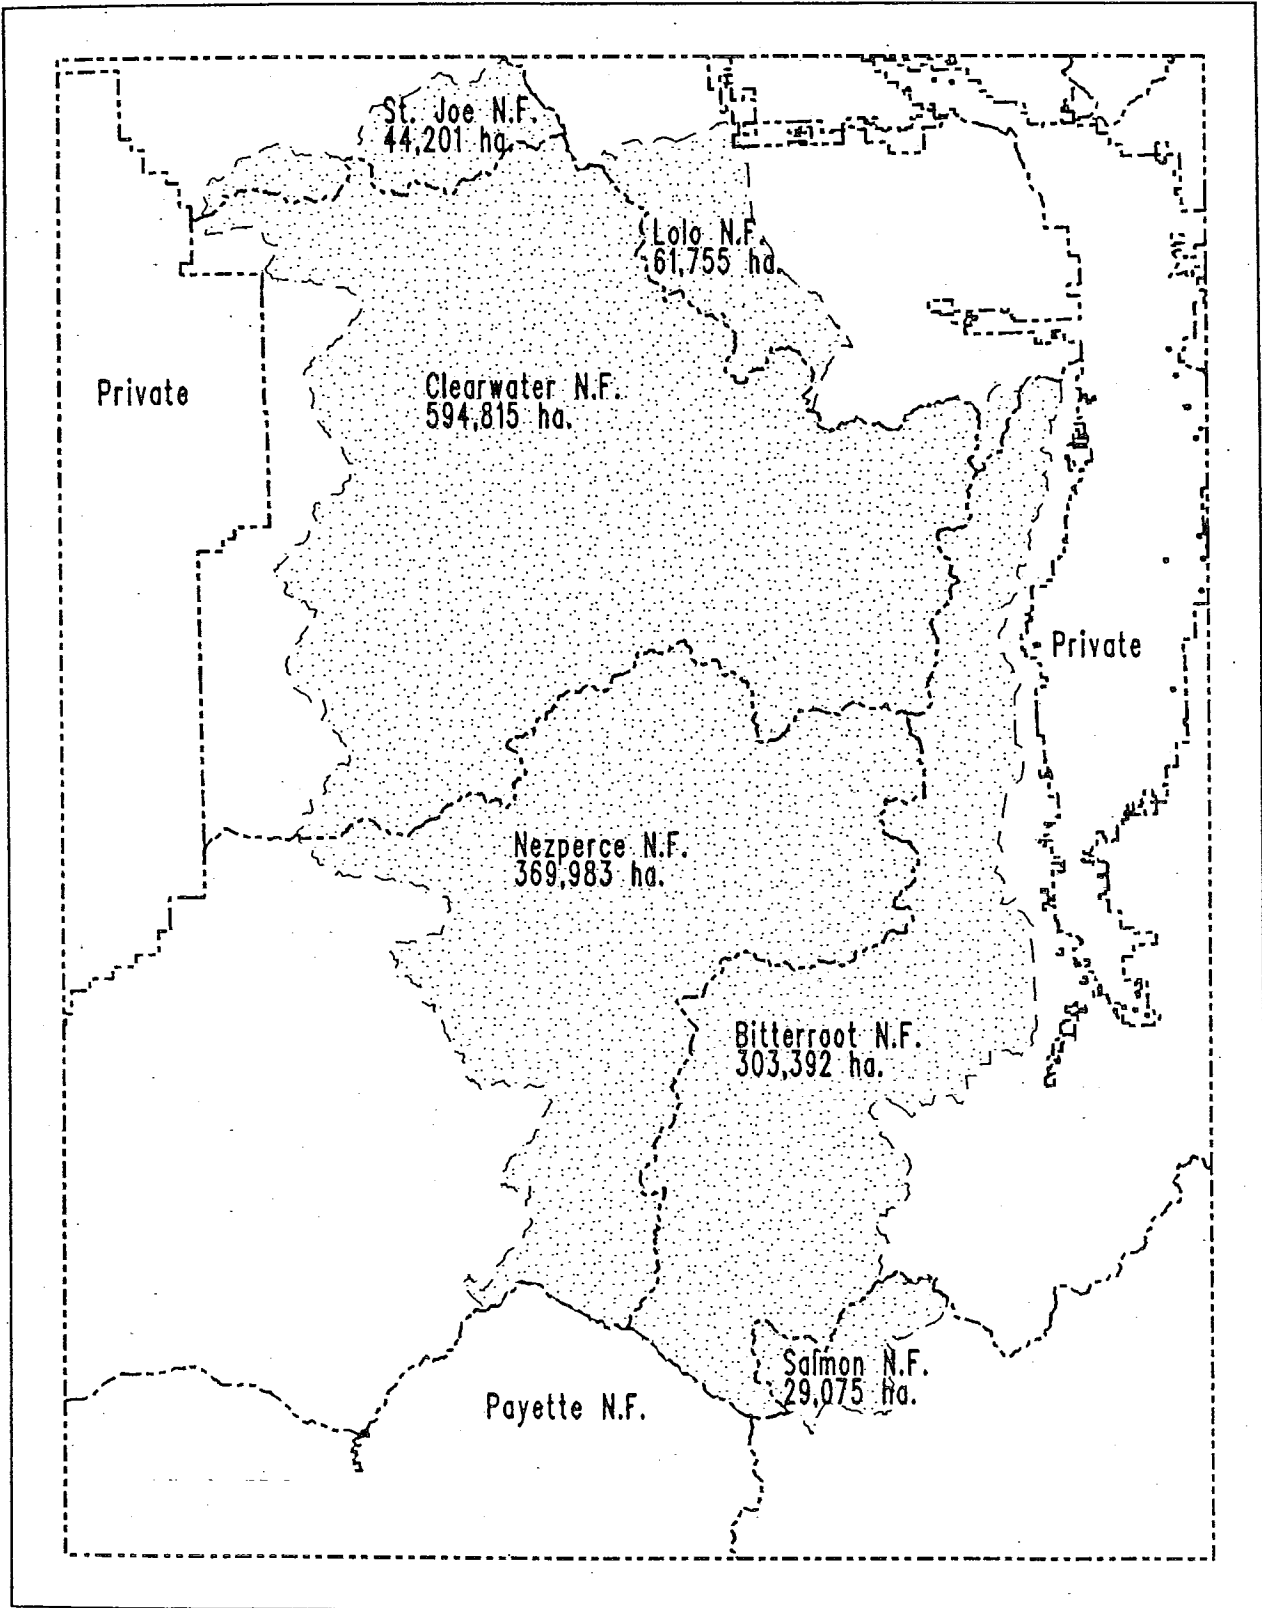 St. Joe N.F.
44,201 ha.
Lolo N.F.
61,755 ha.
Private
Clearwater N.F.
594,815 ha.
Private
Nezperce N.F.
369,983 ha.
Bitterroot N.F.
303,392 ha.
Salmon N.F.
29,075 ha.
Payette N.F.